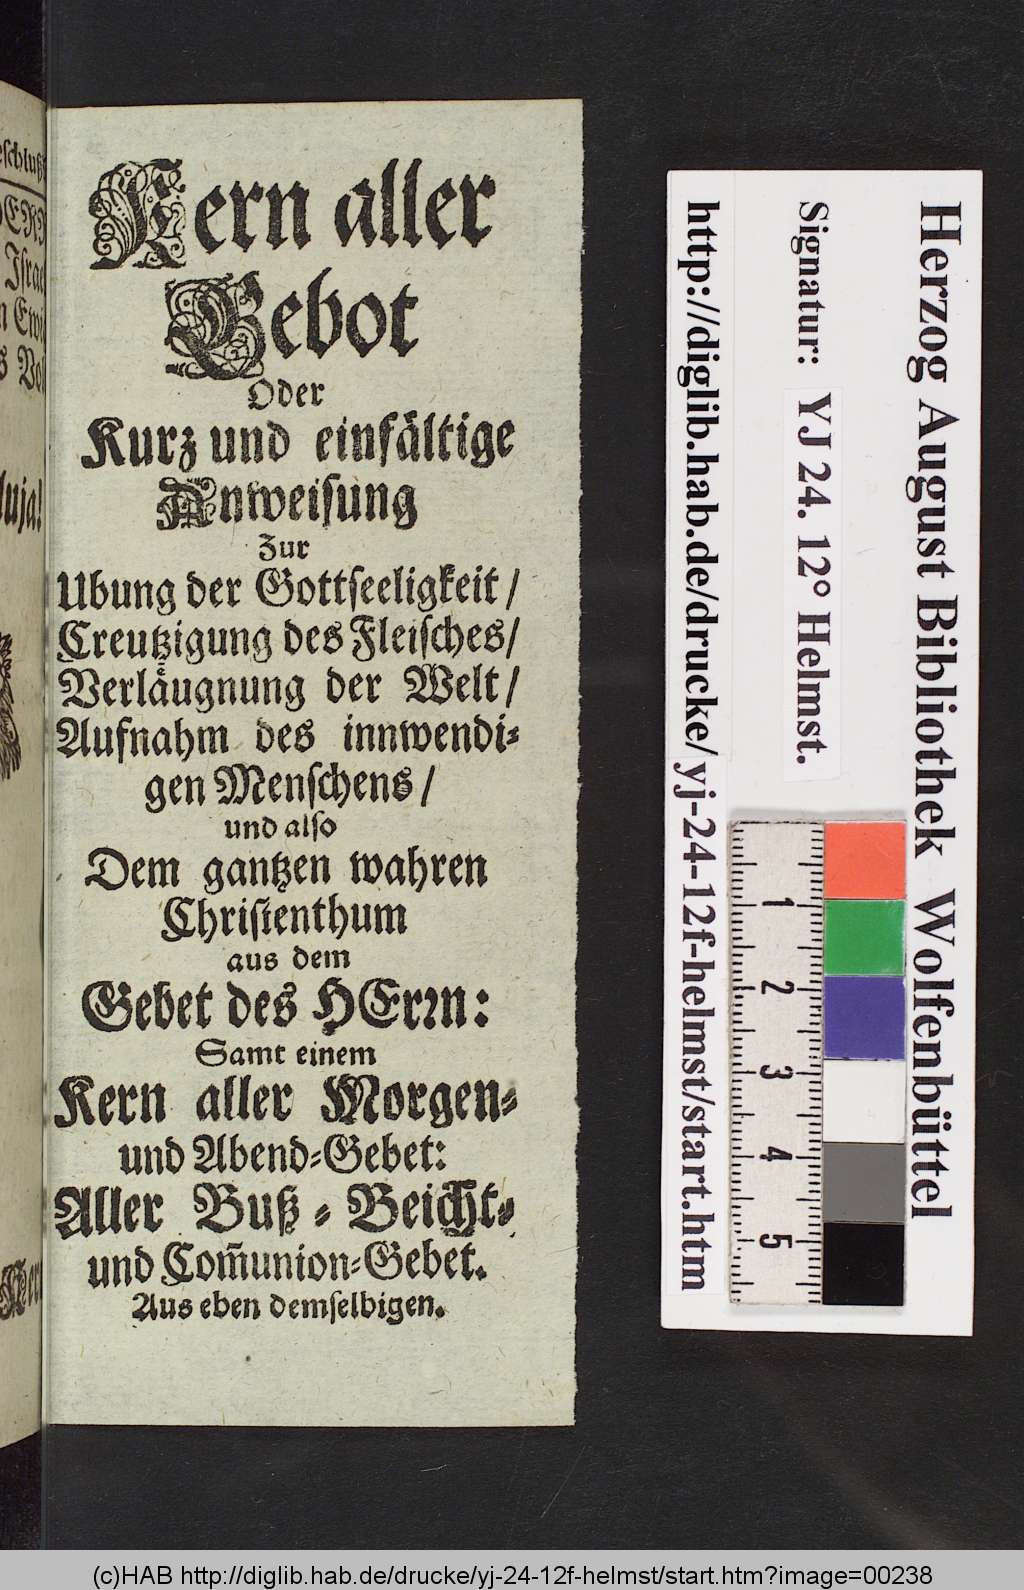 Kern aller
Gebot
Oder
Kurz und einfältige
Anweisung
Zur
Ubung der Gottseeligkeit/
Creutzigung des Fleisches/
Verläugnung der Welt/
Aufnahm des innwendi-
gen Menschens/
und also
Dem gantzen wahren
Christenthum
aus dem
Gebet des HErrn:
Samt einem
Kern aller Morgen-
und Abend-Gebet:
Aller Buß - Beicht-
und Com̃union-Gebet.
Aus eben demselbigen.
luja!
Kern
Herzog August Bibliothek Wolfenbüttel
Signatur: YJ 24. 12° Helmst.
http://diglib.hab.de/drucke/yj-24-12f-helmst/start.htm
1
2
3
4
5
(c)HAB http://diglib.hab.de/drucke/yj-24-12f-helmst/start.htm?image=00238